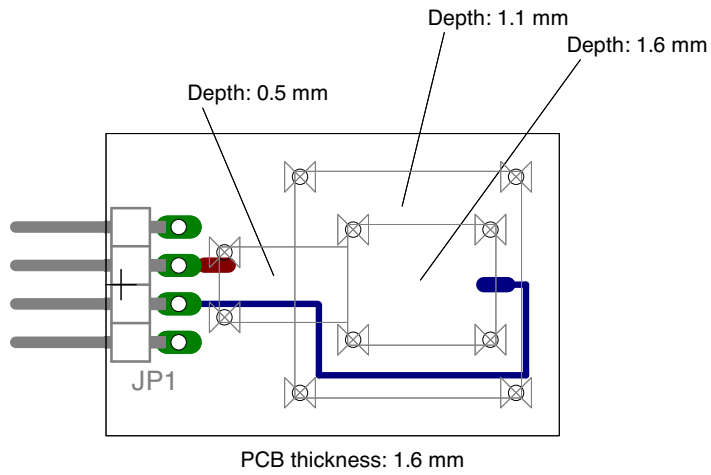 Depth: 1.1 mm
Depth: 1.6 mm
Depth: 0.5 mm
JP1
PCB thickness: 1.6 mm